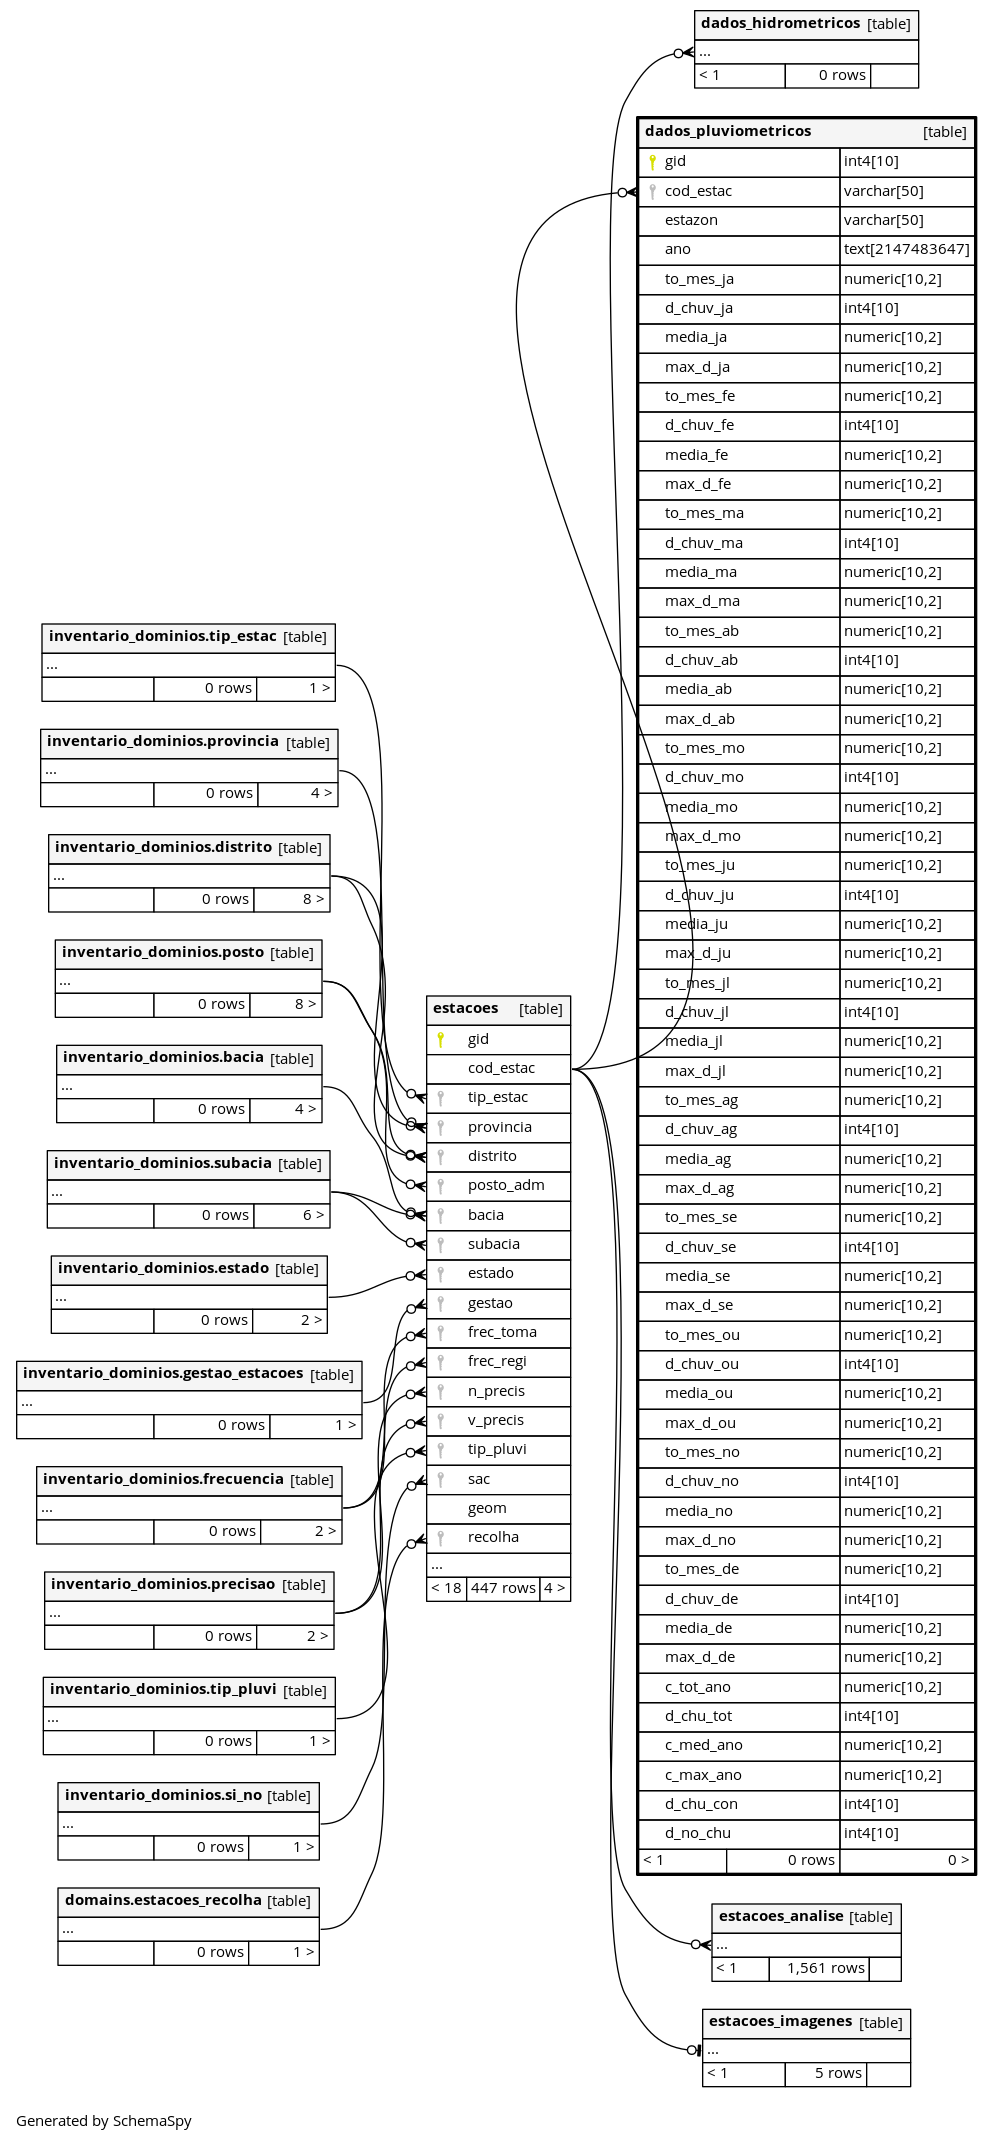 dados_hidrometricos [table]
...
< 1 0 rows
dados_pluviometricos [table]
gid int4[10]
cod_estac varchar[50]
estazon varchar[50]
ano text[2147483647]
to_mes_ja numeric[10,2]
d_chuv_ja int4[10]
media_ja numeric[10,2]
max_d_ja numeric[10,2]
to_mes_fe numeric[10,2]
d_chuv_fe int4[10]
media_fe numeric[10,2]
max_d_fe numeric[10,2]
to_mes_ma numeric[10,2]
d_chuv_ma int4[10]
media_ma numeric[10,2]
max_d_ma numeric[10,2]
to_mes_ab numeric[10,2]
d_chuv_ab int4[10]
media_ab numeric[10,2]
max_d_ab numeric[10,2]
to_mes_mo numeric[10,2]
d_chuv_mo int4[10]
media_mo numeric[10,2]
max_d_mo numeric[10,2]
to_mes_ju numeric[10,2]
d_chuv_ju int4[10]
media_ju numeric[10,2]
max_d_ju numeric[10,2]
to_mes_jl numeric[10,2]
d_chuv_jl int4[10]
media_jl numeric[10,2]
max_d_jl numeric[10,2]
to_mes_ag numeric[10,2]
d_chuv_ag int4[10]
media_ag numeric[10,2]
max_d_ag numeric[10,2]
to_mes_se numeric[10,2]
d_chuv_se int4[10]
media_se numeric[10,2]
max_d_se numeric[10,2]
to_mes_ou numeric[10,2]
d_chuv_ou int4[10]
media_ou numeric[10,2]
max_d_ou numeric[10,2]
to_mes_no numeric[10,2]
d_chuv_no int4[10]
media_no numeric[10,2]
max_d_no numeric[10,2]
to_mes_de numeric[10,2]
d_chuv_de int4[10]
media_de numeric[10,2]
max_d_de numeric[10,2]
c_tot_ano numeric[10,2]
d_chu_tot int4[10]
c_med_ano numeric[10,2]
c_max_ano numeric[10,2]
d_chu_con int4[10]
d_no_chu int4[10]
< 1 0 rows 0 >
inventario_dominios.tip_estac [table]
...
0 rows 1 >
inventario_dominios.provincia [table]
...
0 rows 4 >
inventario_dominios.distrito [table]
...
0 rows 8 >
inventario_dominios.posto [table]
...
0 rows 8 >
inventario_dominios.bacia [table]
...
0 rows 4 >
inventario_dominios.subacia [table]
...
0 rows 6 >
inventario_dominios.estado [table]
...
0 rows 2 >
inventario_dominios.gestao_estacoes [table]
...
0 rows 1 >
inventario_dominios.frecuencia [table]
...
0 rows 2 >
inventario_dominios.precisao [table]
...
0 rows 2 >
inventario_dominios.tip_pluvi [table]
...
0 rows 1 >
inventario_dominios.si_no [table]
...
0 rows 1 >
domains.estacoes_recolha [table]
...
0 rows 1 >
estacoes [table]
gid
cod_estac
tip_estac
provincia
distrito
posto_adm
bacia
subacia
estado
gestao
frec_toma
frec_regi
n_precis
v_precis
tip_pluvi
sac
geom
recolha
...
< 18 447 rows 4 >
estacoes_analise [table]
...
< 1 1,561 rows
estacoes_imagenes [table]
...
< 1 5 rows
Generated by SchemaSpy